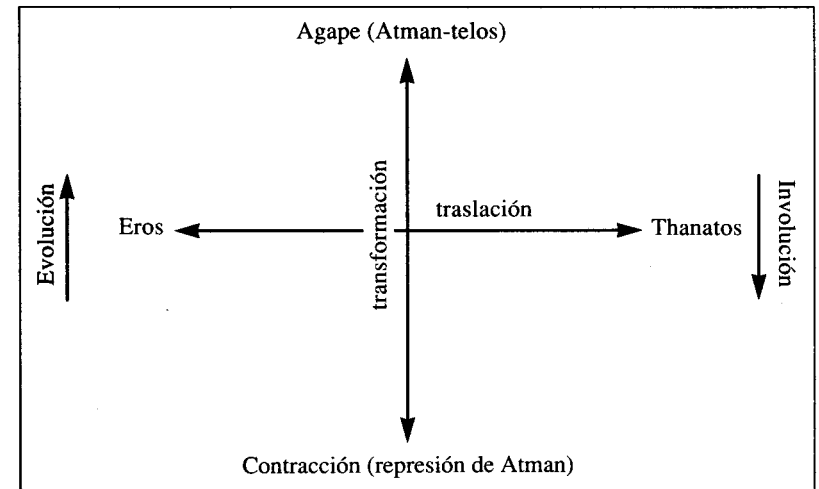 Agape (Atman-telos)
Evolución
Eros
transformación
traslación
Thanatos
Involución
Contracción (represión de Atman)